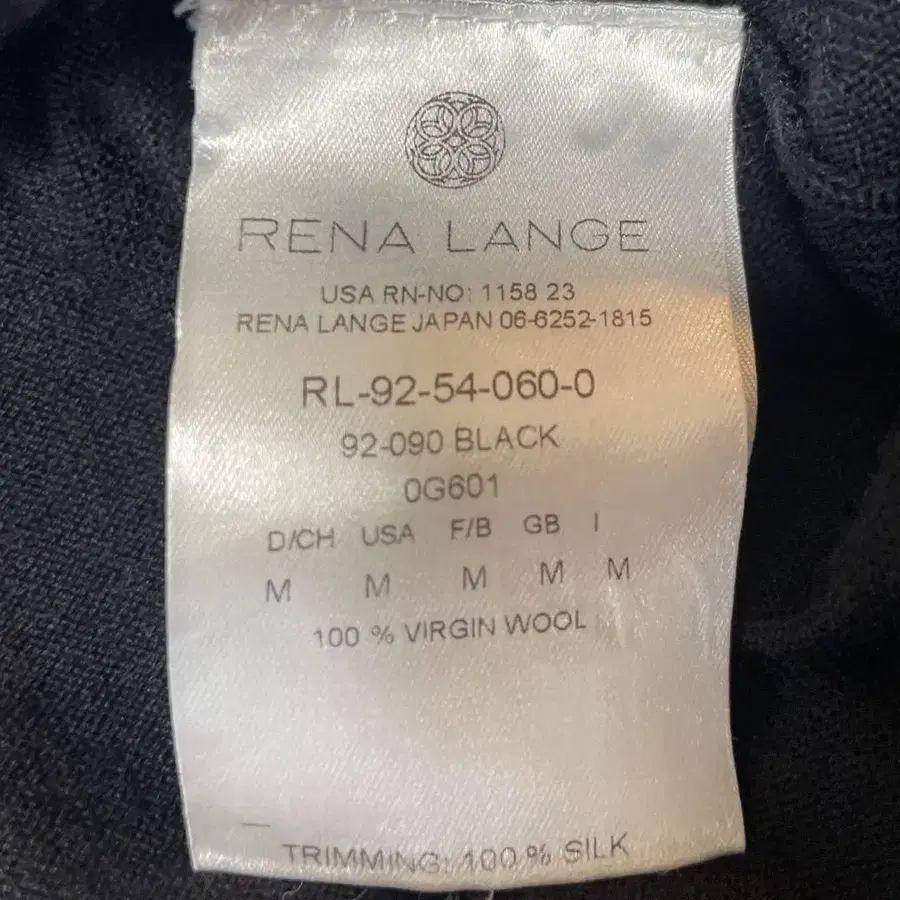 RENA LANGE
USA RN-NO: 1158 23
RENA LANGE JAPAN 06-6252-1815
RL-92-54-060-0
92-090 BLACK
0G601
D/CH USA F/B GB I
M M M M M
100 % VIRGIN WOOL
TRIMMING: 100 % SILK